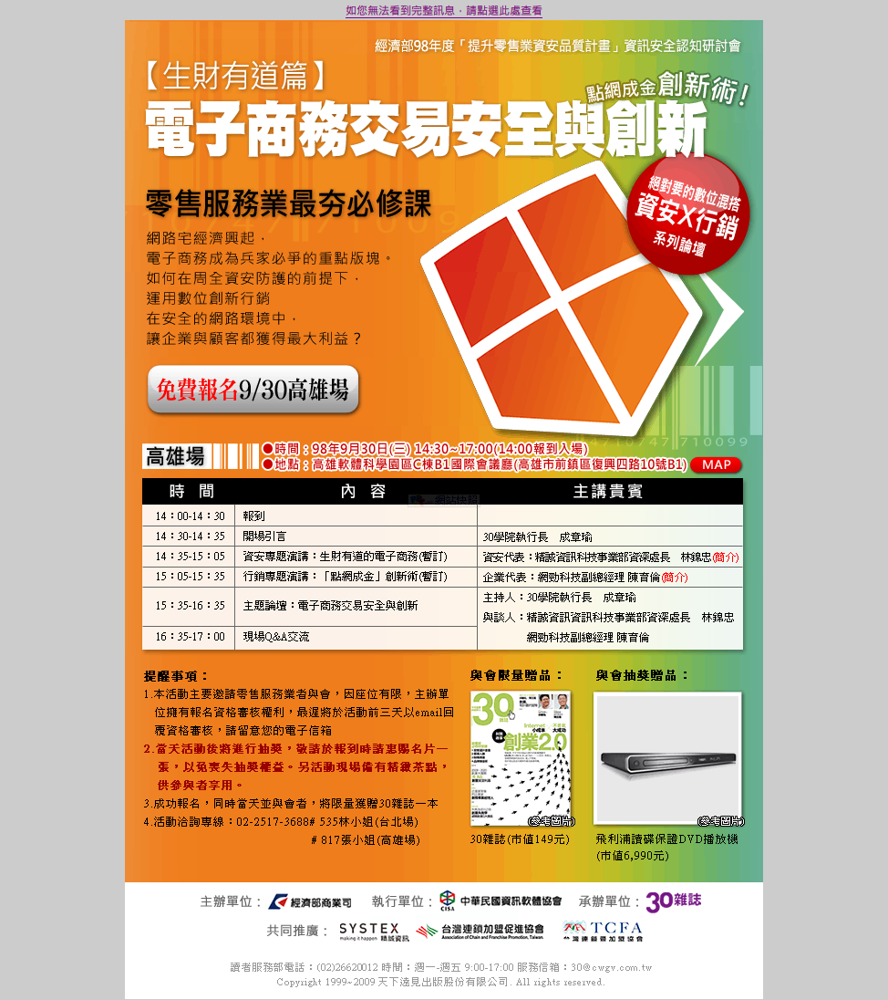 如您無法看到完整訊息，請點選此處查看
經濟部98年度「提升零售業資安品質計畫」資訊安全認知研討會
【生財有道篇】
點網成金創新術!
電子商務交易安全與創新
絕對要的數位混搭
資安X行銷
系列論壇
零售服務業最夯必修課
網路宅經濟興起，
電子商務成為兵家必爭的重點版塊。
如何在周全資安防護的前提下，
運用數位創新行銷
在安全的網路環境中，
讓企業與顧客都獲得最大利益？
免費報名9/30高雄場
710099
高雄場
●時間：98年9月30日(三) 14:30~17:00(14:00報到入場)
●地點：高雄軟體科學園區C棟B1國際會議廳(高雄市前鎮區復興四路10號B1) MAP
時 間 內 容 主講貴賓
14：00-14：30 報到
14：30-14：35 開場引言 30學院執行長 成章瑜
14：35-15：05 資安專題演講：生財有道的電子商務(暫訂) 資安代表：精誠資訊科技事業部資深處長 林錦忠(簡介)
15：05-15：35 行銷專題演講：「點網成金」創新術(暫訂) 企業代表：網勁科技副總經理 陳育倫(簡介)
15：35-16：35 主題論壇：電子商務交易安全與創新 主持人：30學院執行長 成章瑜
與談人：精誠資訊資訊科技事業部資深處長 林錦忠
16：35-17：00 現場Q&A交流 網勁科技副總經理 陳育倫
提醒事項：
1.本活動主要邀請零售服務業者與會，因座位有限，主辦單
位擁有報名資格審核權利，最遲將於活動前三天以email回
覆資格審核，請留意您的電子信箱
2.當天活動後將進行抽獎，敬請於報到時請惠賜名片一
張，以免喪失抽獎權益。另活動現場備有精緻茶點，
供參與者享用。
3.成功報名，同時當天並與會者，將限量獲贈30雜誌一本
4.活動洽詢專線：02-2517-3688# 535林小姐(台北場)
# 817張小姐(高雄場)
與會限量贈品：
30
Internet
小成本 大成功
創業2.0
(參考圖片)
30雜誌(市值149元)
與會抽獎贈品：
(參考圖片)
飛利浦讀碟保證DVD播放機
(市值6,990元)
主辦單位： 經濟部商業司 執行單位： CISA 中華民國資訊軟體協會 承辦單位： 30雜誌
共同推廣： SYSTEX making it happen 精誠資訊 台灣連鎖加盟促進協會 Association of Chain and Franchise Promotion, Taiwan. TCFA 台灣連鎖暨加盟協會
讀者服務部電話：(02)26620012 時間：週一-週五 9:00-17:00 服務信箱：30@cwgv.com.tw
Copyright 1999~2009 天下遠見出版股份有限公司. All rights reserved.